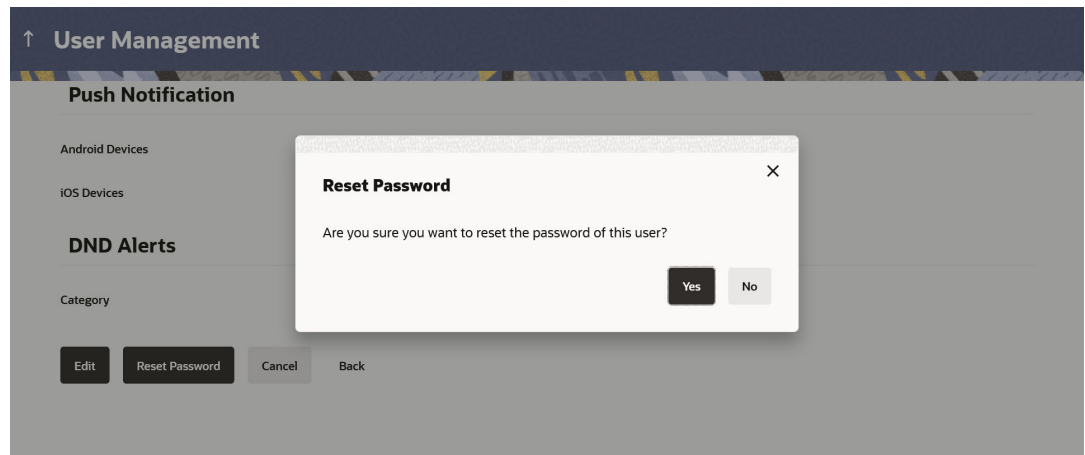 User Management
Push Notification
Android Devices
iOS Devices
DND Alerts
Category
Edit Reset Password Cancel Back
Reset Password
Are you sure you want to reset the password of this user?
Yes No